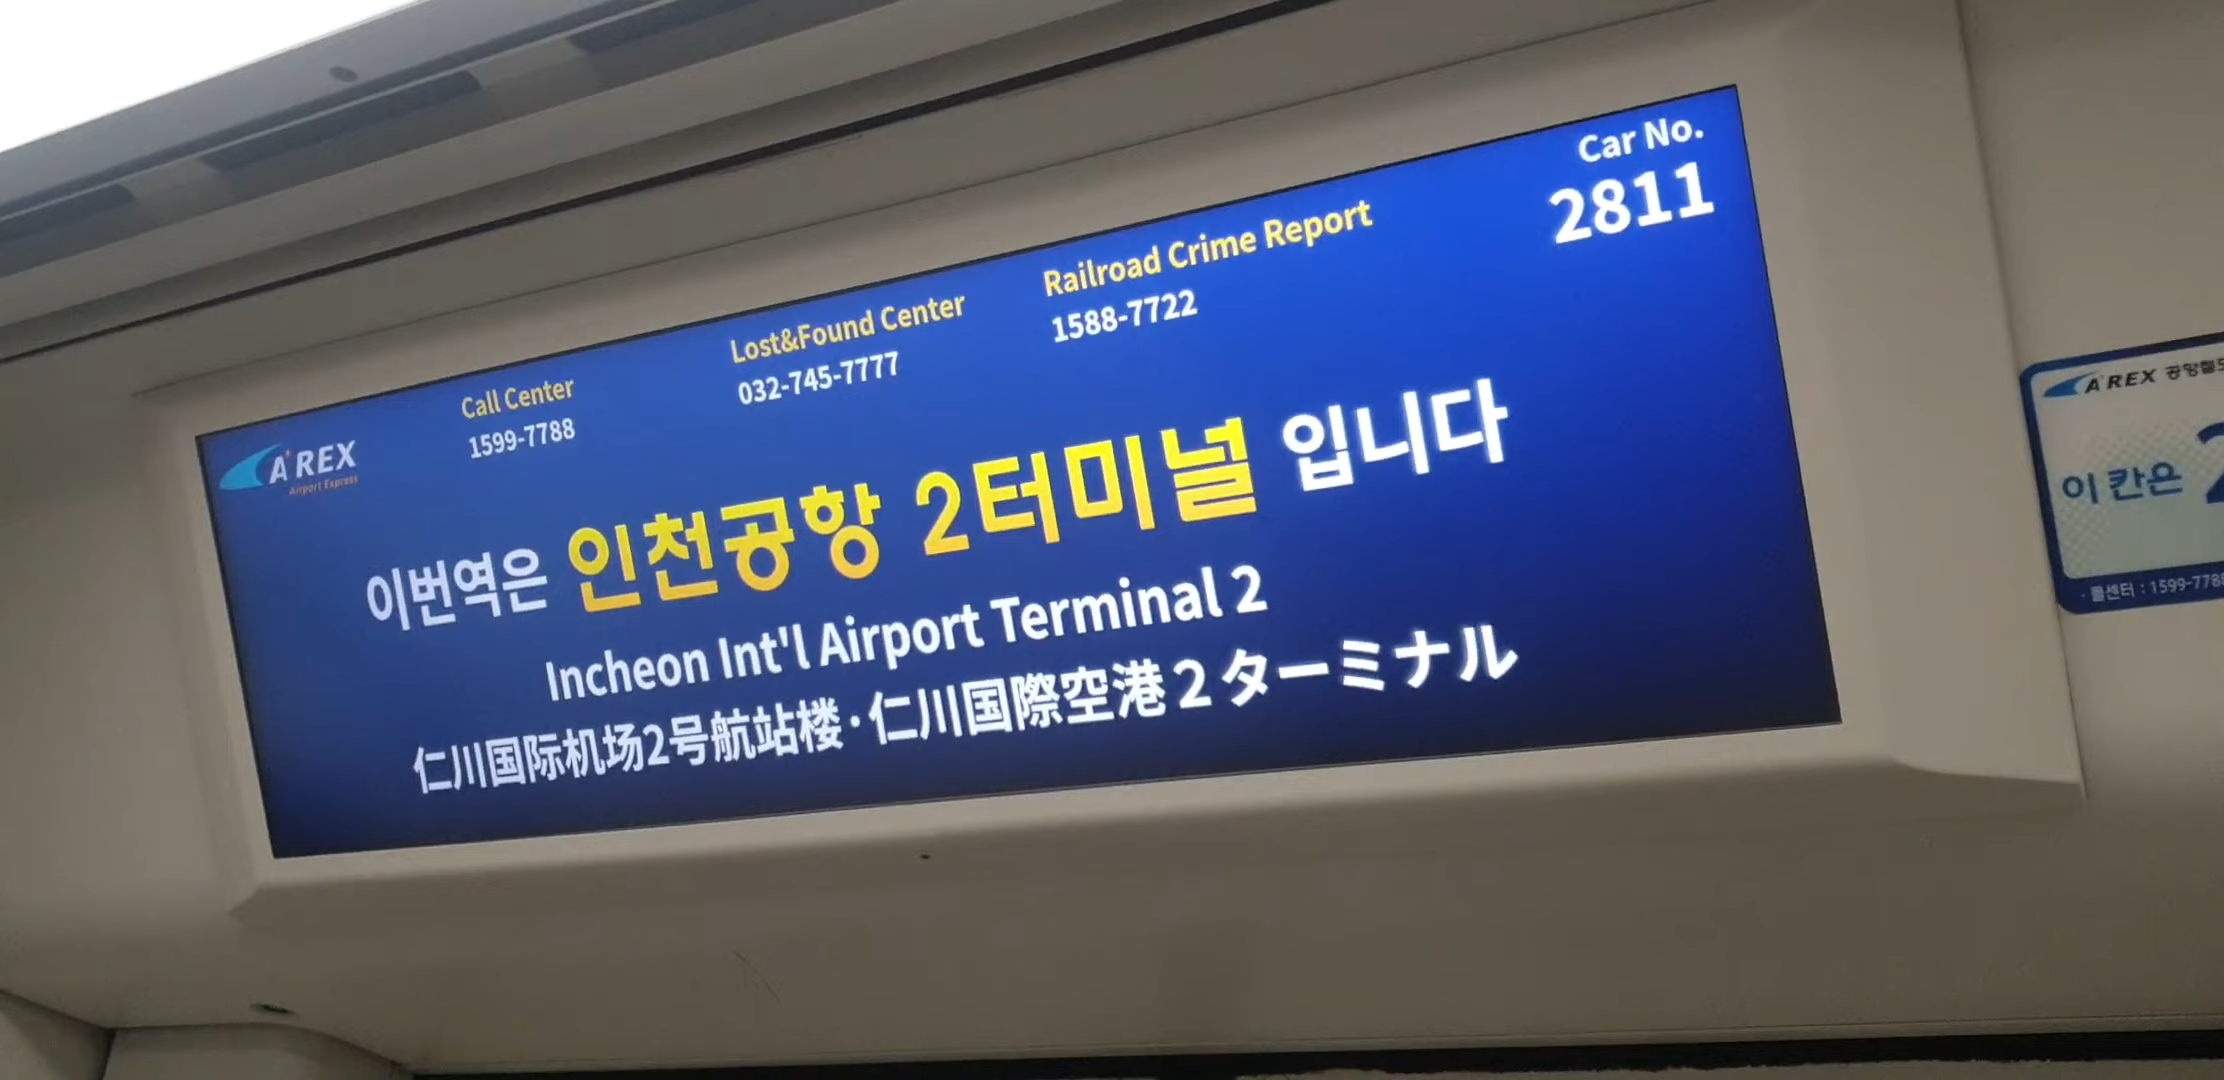 Car No.
2811
Railroad Crime Report
1588-7722
Lost&Found Center
032-745-7777
Call Center
1599-7788
A'REX
Airport Express
이번역은 인천공항 2터미널 입니다
Incheon Int'l Airport Terminal 2
仁川国际机场2号航站楼·仁川国際空港2ターミナル
A'REX 공항철도
이 칸은 2
· 콜센터 : 1599-7788